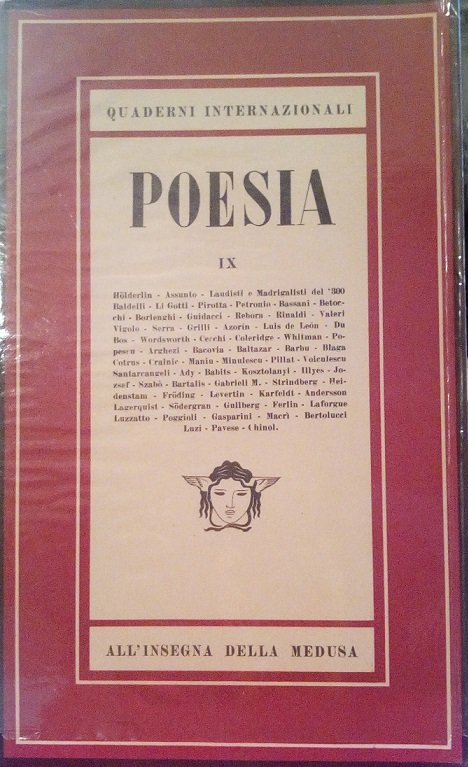 QUADERNI INTERNAZIONALI
POESIA
IX
Hölderlin - Assunto - Laudisti e Madrigalisti del '300
Baldelli - Li Gotti - Pirotta - Petronio - Bassani - Betoc-
chi - Borlenghi - Guidacci - Rebora - Rinaldi - Valeri
Vigolo - Serra - Grilli - Azorín - Luis de León - Du
Bos - Wordsworth - Cecchi - Coleridge - Whitman - Po-
pescu - Arghezi - Bacovia - Baltazar - Barbu - Blaga
Cotrus - Crainic - Maniu - Minulescu - Pillat - Voiculescu
Santarcangeli - Ady - Babits - Kosztolanyi - Illyes - Jo-
zsef - Szabò - Bartalis - Gabrieli M. - Strindberg - Hei-
denstam - Fröding - Levertin - Karfeldt - Andersson
Lagerquist - Södergran - Gullberg - Ferlin - Laforgue
Luzzatto - Poggioli - Gasparini - Macrì - Bertolucci
Luzi - Pavese - Chinol.
ALL'INSEGNA DELLA MEDUSA